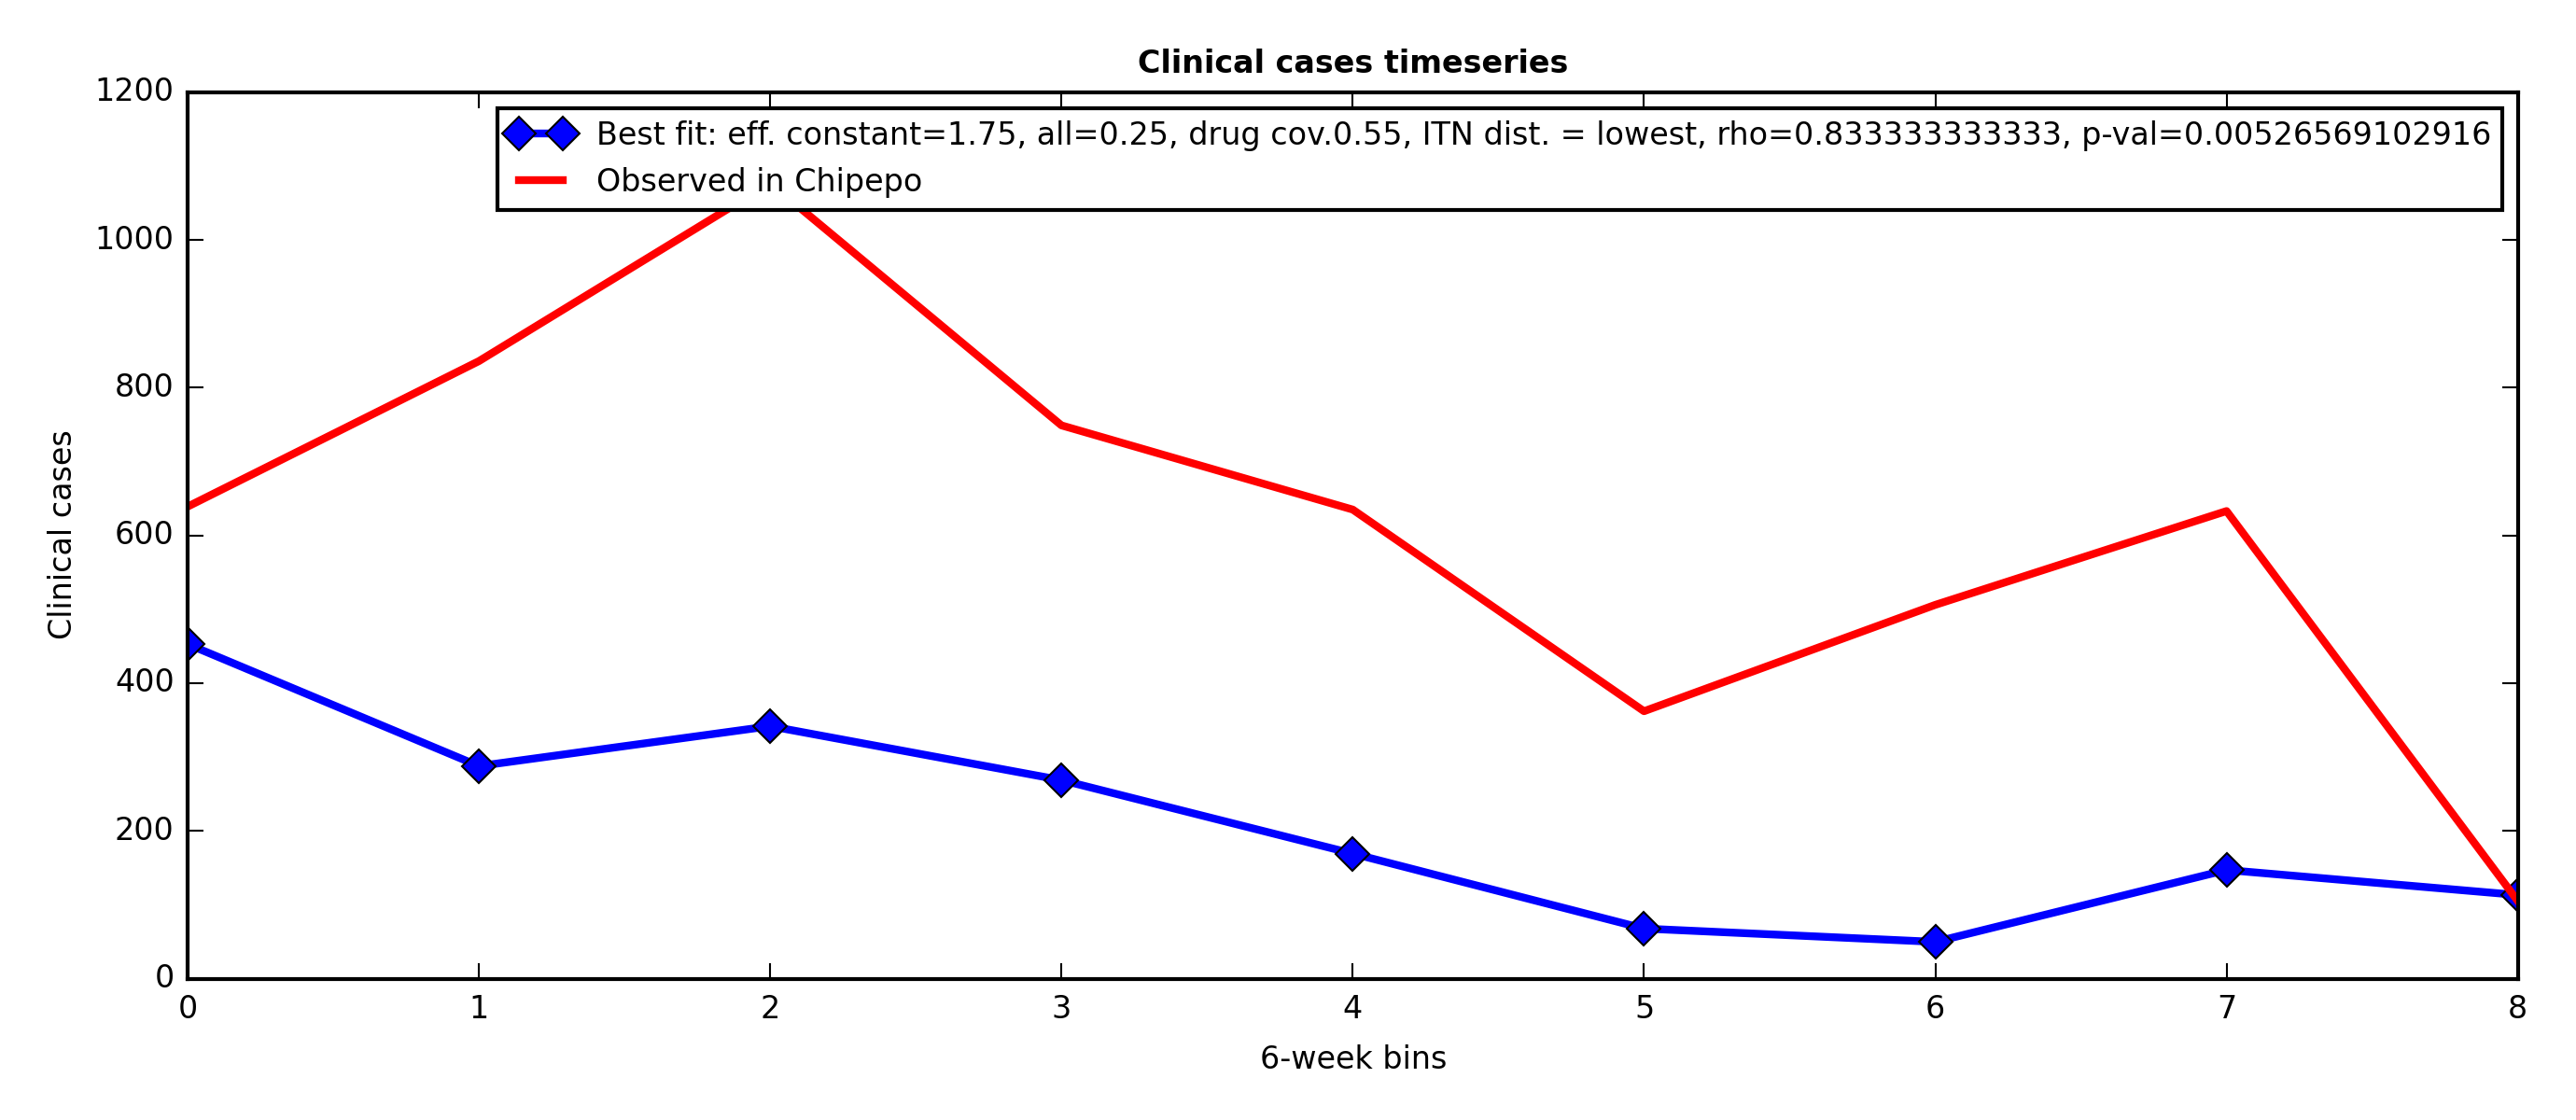 Clinical cases timeseries
1200
1000
800
600
400
200
0
Clinical cases
Best fit: eff. constant=1.75, all=0.25, drug cov.0.55, ITN dist. = lowest, rho=0.833333333333, p-val=0.00526569102916
Observed in Chipepo
0 1 2 3 4 5 6 7 8
6-week bins